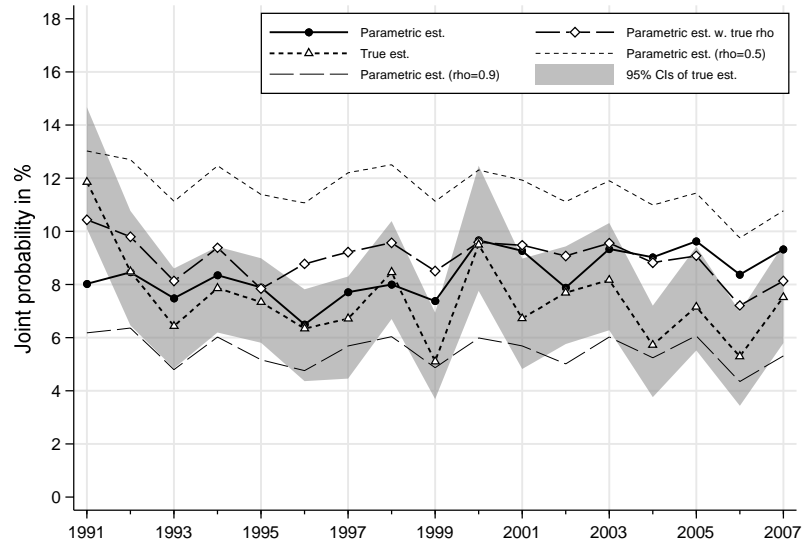 18
16
14
12
10
8
6
4
2
0
Joint probability in %
Parametric est.
True est.
Parametric est. (rho=0.9)
Parametric est. w. true rho
Parametric est. (rho=0.5)
95% CIs of true est.
1991 1993 1995 1997 1999 2001 2003 2005 2007